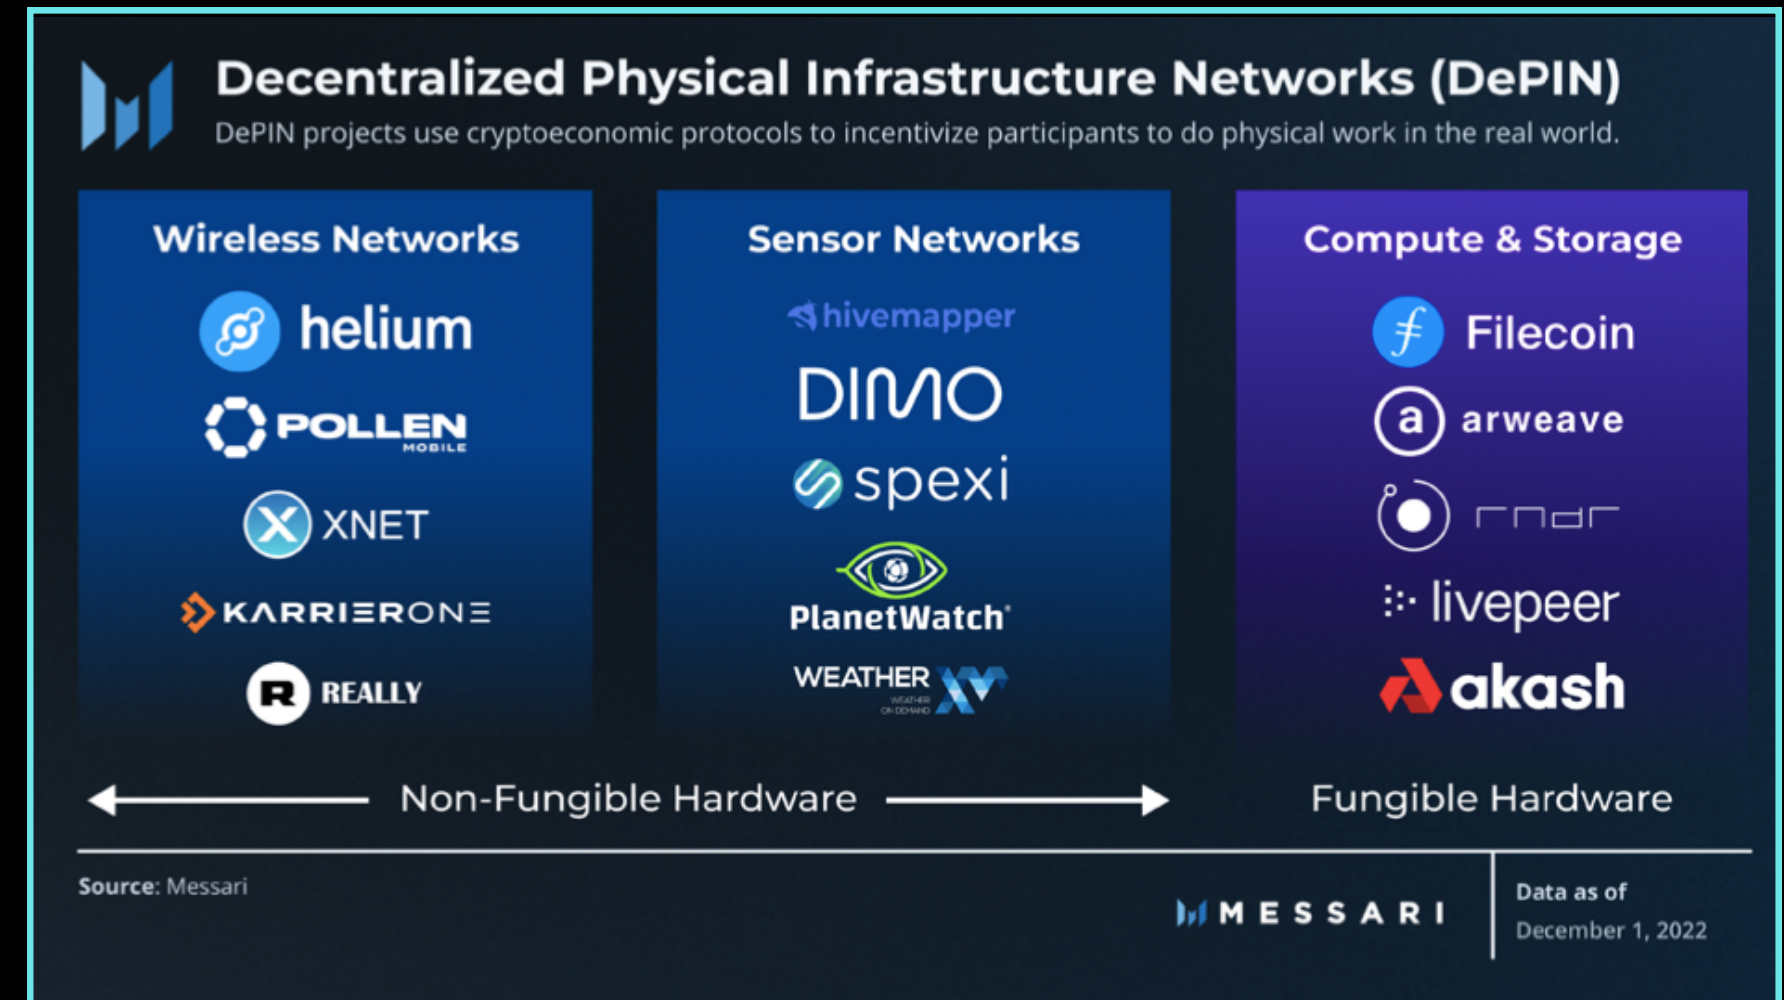 Decentralized Physical Infrastructure Networks (DePIN)
DePIN projects use cryptoeconomic protocols to incentivize participants to do physical work in the real world.
Wireless Networks
helium
POLLEN
MOBILE
XNET
KARRIERONE
REALLY
Sensor Networks
hivemapper
DIMO
spexi
PlanetWatch
WEATHER XM
WEATHER
ON DEMAND
Compute & Storage
Filecoin
a arweave
rndr
livepeer
akash
Non-Fungible Hardware
Fungible Hardware
Source: Messari
MESSARI
Data as of
December 1, 2022